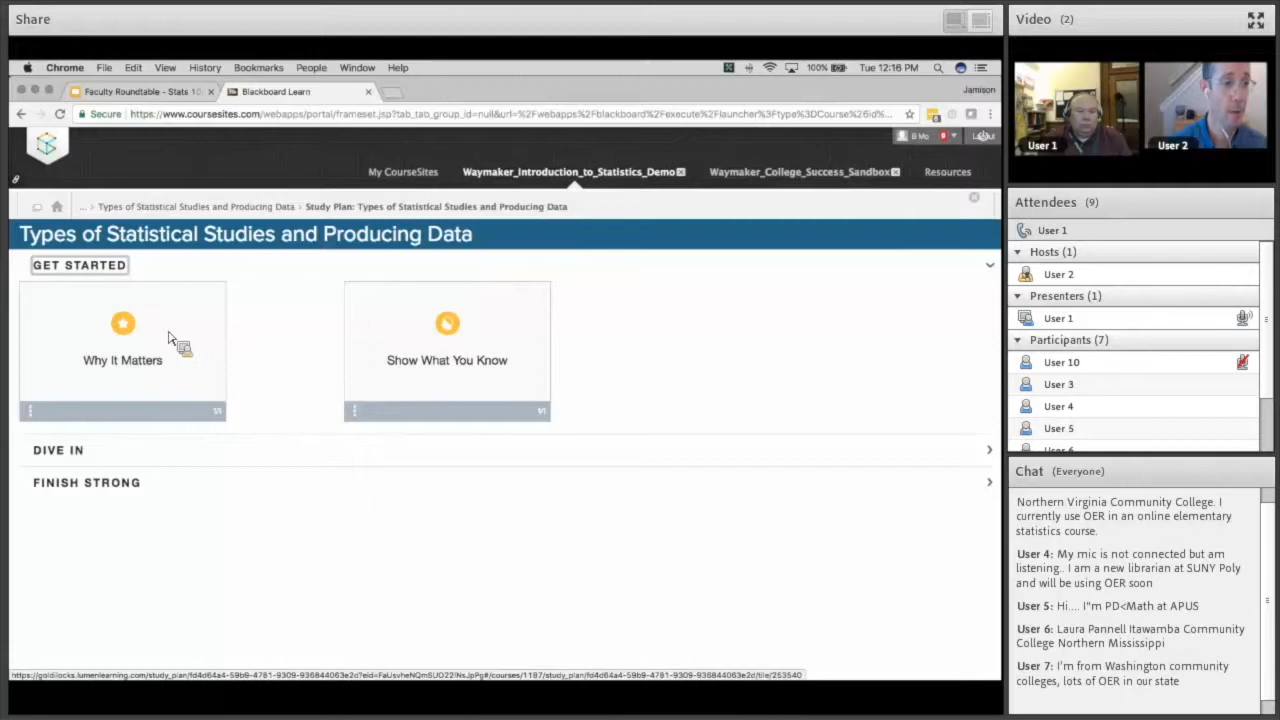 Share
Chrome File Edit View History Bookmarks People Window Help
100% Tue 12:16 PM
Faculty Roundtable - Stats 10
Blackboard Learn
Jamison
Secure https://www.coursesites.com/webapps/portal/frameset.jsp?tab_tab_group_id=null&url=%2Fwebapps%2Fblackboard%2Fexecute%2Flauncher%3Ftype%3DCourse%26id%
B Mo
My CourseSites
Waymaker_Introduction_to_Statistics_Demo
Waymaker_College_Success_Sandbox
Resources
... > Types of Statistical Studies and Producing Data > Study Plan: Types of Statistical Studies and Producing Data
Types of Statistical Studies and Producing Data
GET STARTED
Why It Matters
1/1
Show What You Know
1/1
DIVE IN
FINISH STRONG
Video (2)
User 1
User 2
Attendees (9)
User 1
Hosts (1)
User 2
Presenters (1)
User 1
Participants (7)
User 10
User 3
User 4
User 5
Chat (Everyone)
Northern Virginia Community College. I
currently use OER in an online elementary
statistics course.
User 4: My mic is not connected but am
listening.. I am a new librarian at SUNY Poly
and will be using OER soon
User 5: Hi.... I"m PD<Math at APUS
User 6: Laura Pannell Itawamba Community
College Northern Mississippi
User 7: I'm from Washington community
colleges, lots of OER in our state